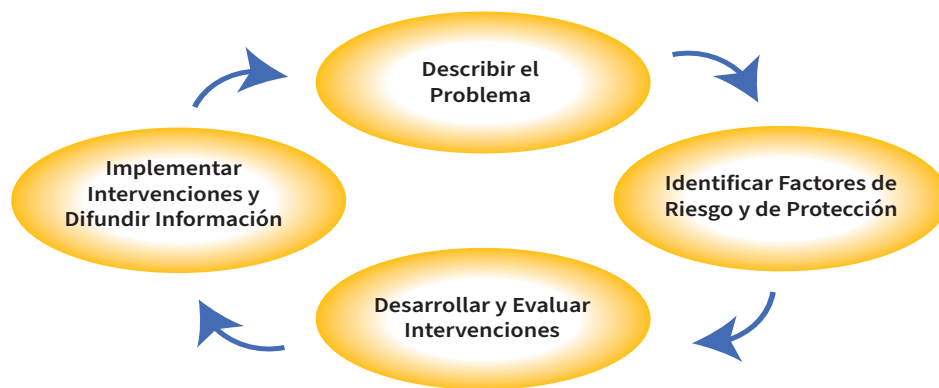 Describir el
Problema
Identificar Factores de
Riesgo y de Protección
Desarrollar y Evaluar
Intervenciones
Implementar
Intervenciones y
Difundir Información